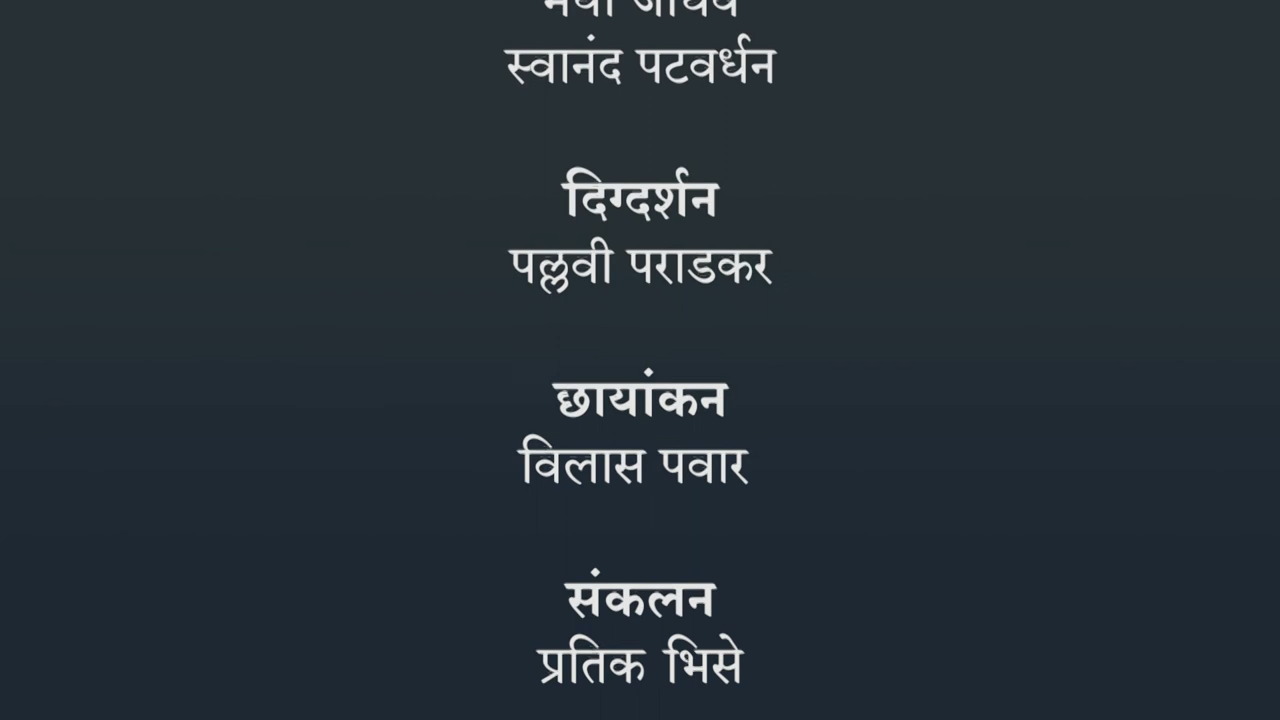 स्वानंद पटवर्धन
दिग्दर्शन
पल्लवी पराडकर
छायांकन
विलास पवार
संकलन
प्रतिक भिसे